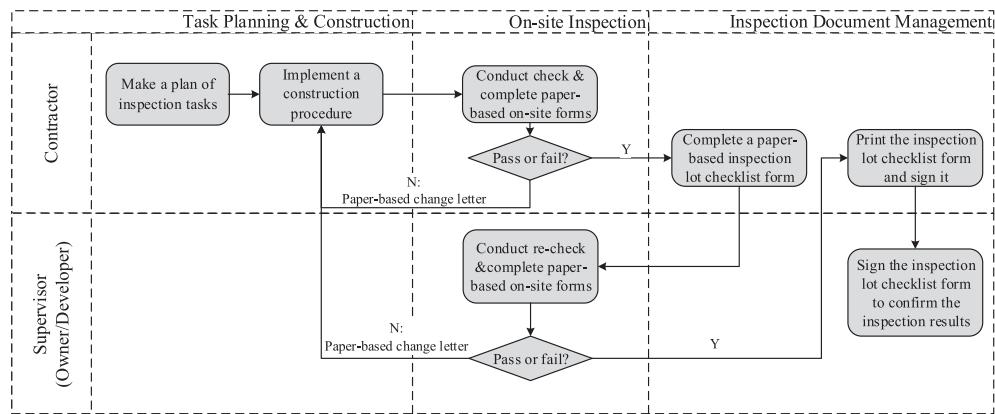 Task Planning & Construction
On-site Inspection
Inspection Document Management
Contractor
Make a plan of
inspection tasks
Implement a
construction
procedure
Conduct check &
complete paper-
based on-site forms
Pass or fail?
Y
N:
Paper-based change letter
Complete a paper-
based inspection
lot checklist form
Print the inspection
lot checklist form
and sign it
Supervisor
(Owner/Developer)
Conduct re-check
&complete paper-
based on-site forms
Pass or fail?
N:
Paper-based change letter
Y
Sign the inspection
lot checklist form
to confirm the
inspection results